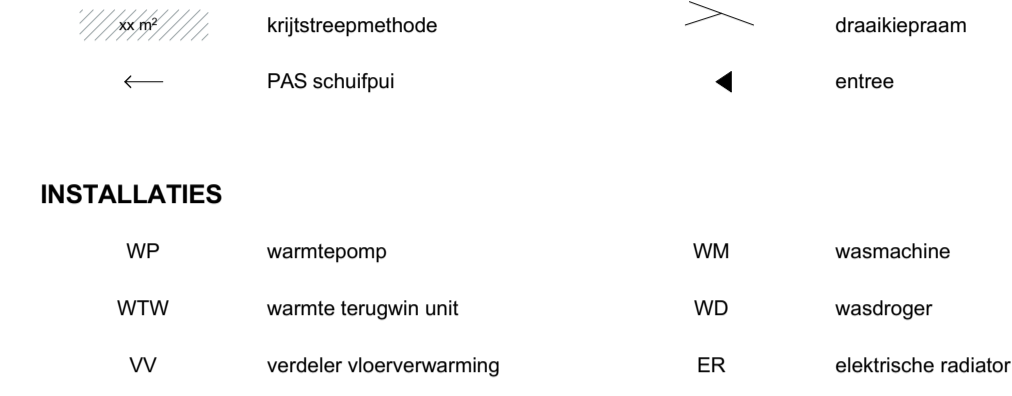 xx m² krijtstreepmethode draaikiepraam
PAS schuifpui entree
INSTALLATIES
WP warmtepomp WM wasmachine
WTW warmte terugwin unit WD wasdroger
VV verdeler vloerverwarming ER elektrische radiator